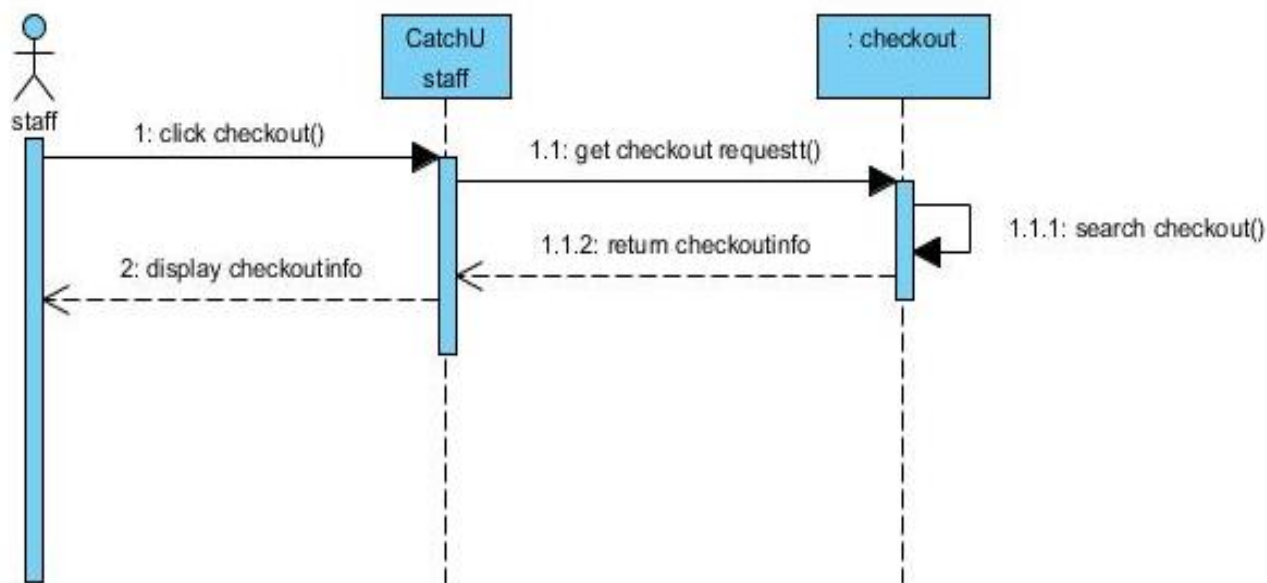 CatchU
staff
: checkout
staff
1: click checkout()
1.1: get checkout requestt()
1.1.1: search checkout()
1.1.2: return checkoutinfo
2: display checkoutinfo